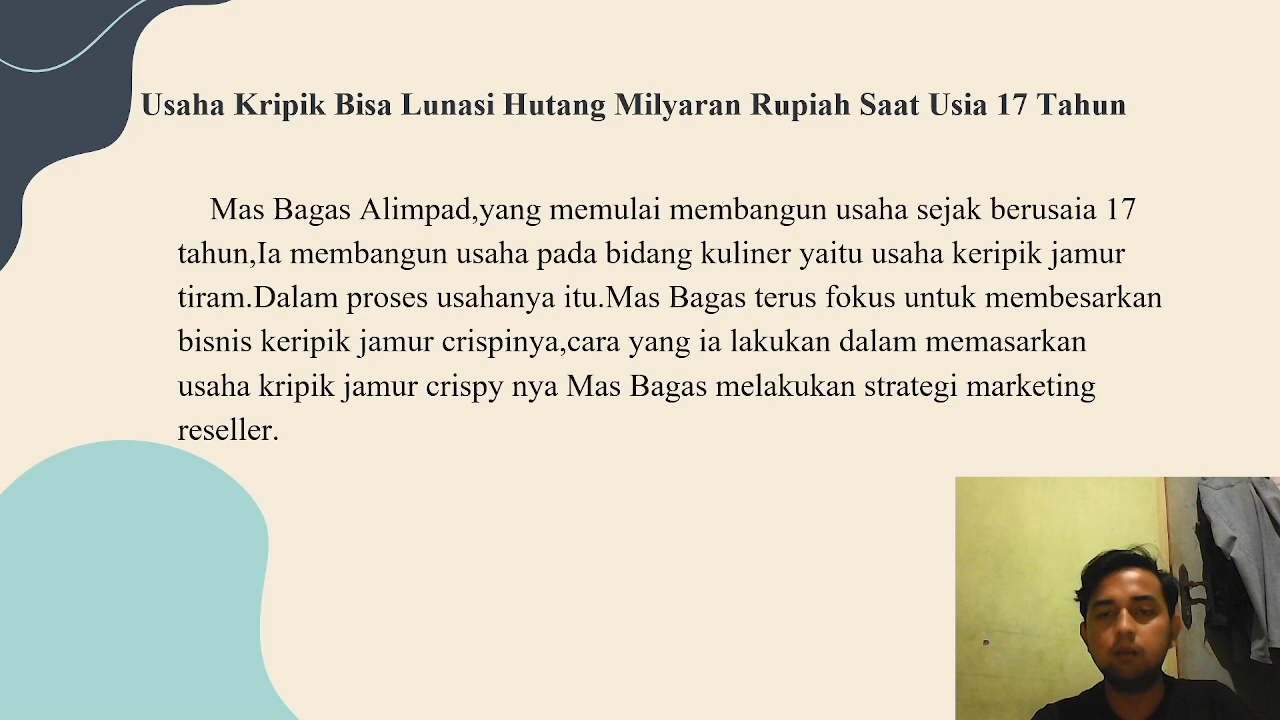 Usaha Kripik Bisa Lunasi Hutang Milyaran Rupiah Saat Usia 17 Tahun
Mas Bagas Alimpad,yang memulai membangun usaha sejak berusaia 17
tahun,Ia membangun usaha pada bidang kuliner yaitu usaha keripik jamur
tiram.Dalam proses usahanya itu.Mas Bagas terus fokus untuk membesarkan
bisnis keripik jamur crispinya,cara yang ia lakukan dalam memasarkan
usaha kripik jamur crispy nya Mas Bagas melakukan strategi marketing
reseller.